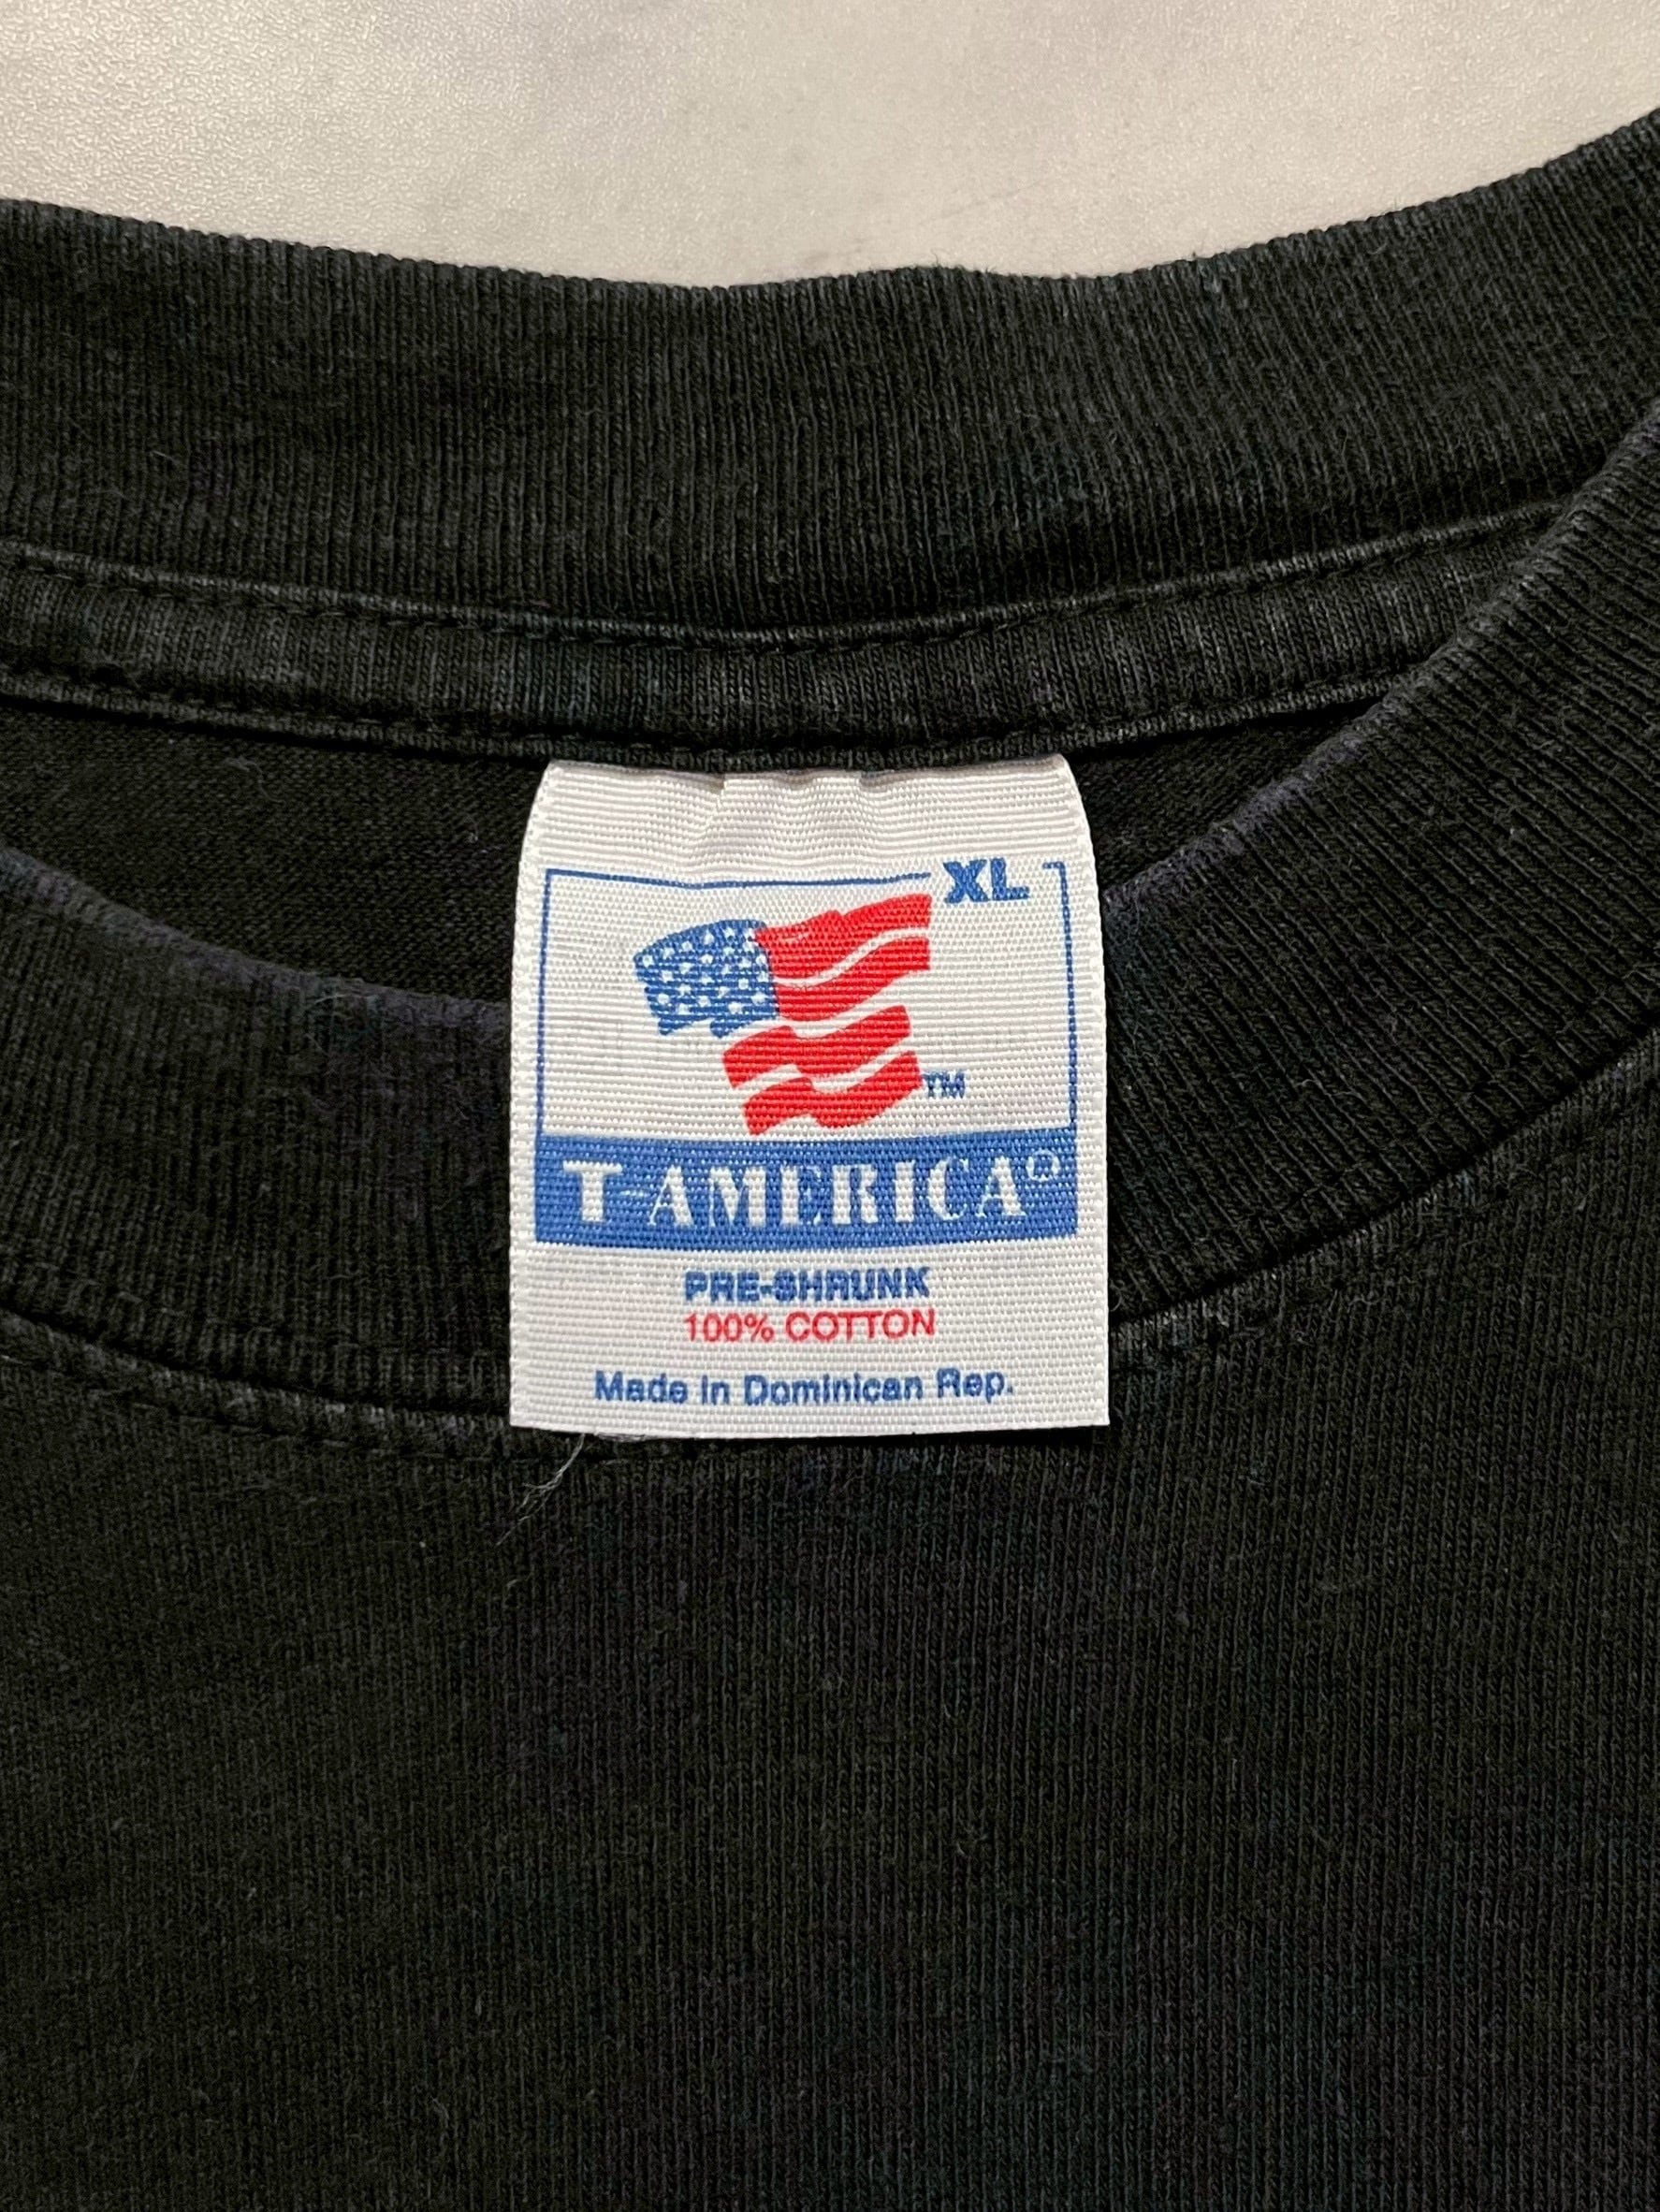 XL
TM
T-AMERICA®
PRE-SHRUNK
100% COTTON
Made in Dominican Rep.